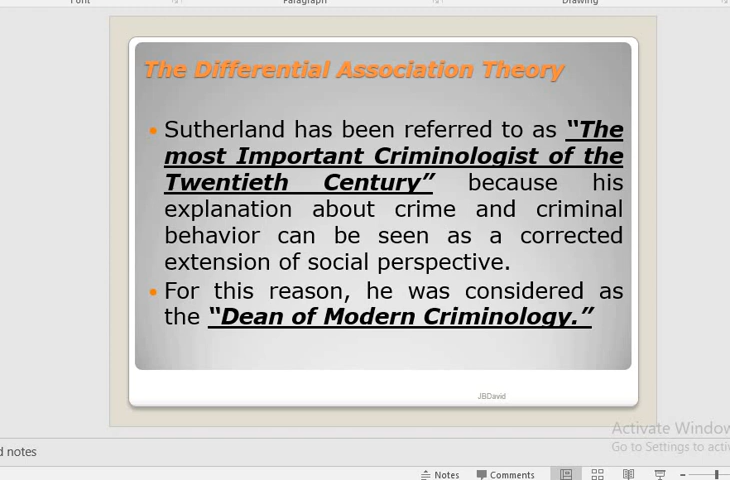 Font Paragraph Drawing
The Differential Association Theory
• Sutherland has been referred to as “The
most Important Criminologist of the
Twentieth Century” because his
explanation about crime and criminal
behavior can be seen as a corrected
extension of social perspective.
• For this reason, he was considered as
the “Dean of Modern Criminology.”
JBDavid
Activate Window
Go to Settings to activ
d notes
Notes Comments